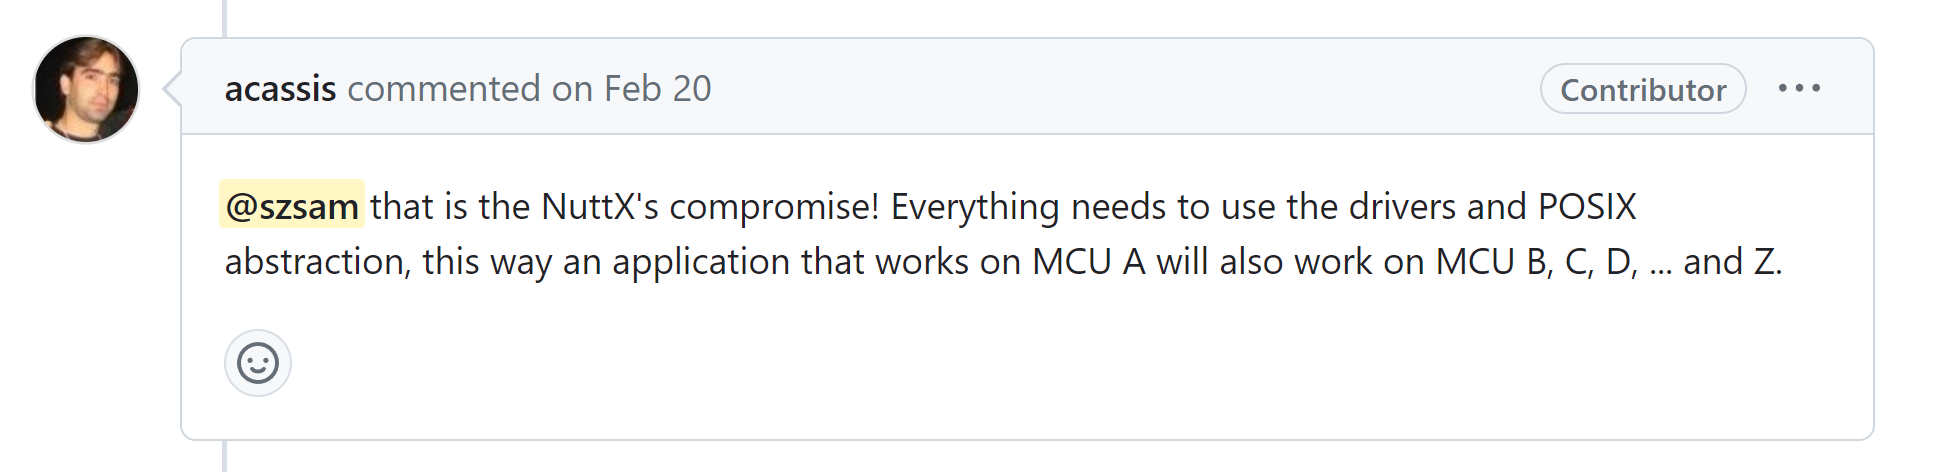 acassis commented on Feb 20
Contributor
@szsam that is the NuttX's compromise! Everything needs to use the drivers and POSIX
abstraction, this way an application that works on MCU A will also work on MCU B, C, D, ... and Z.